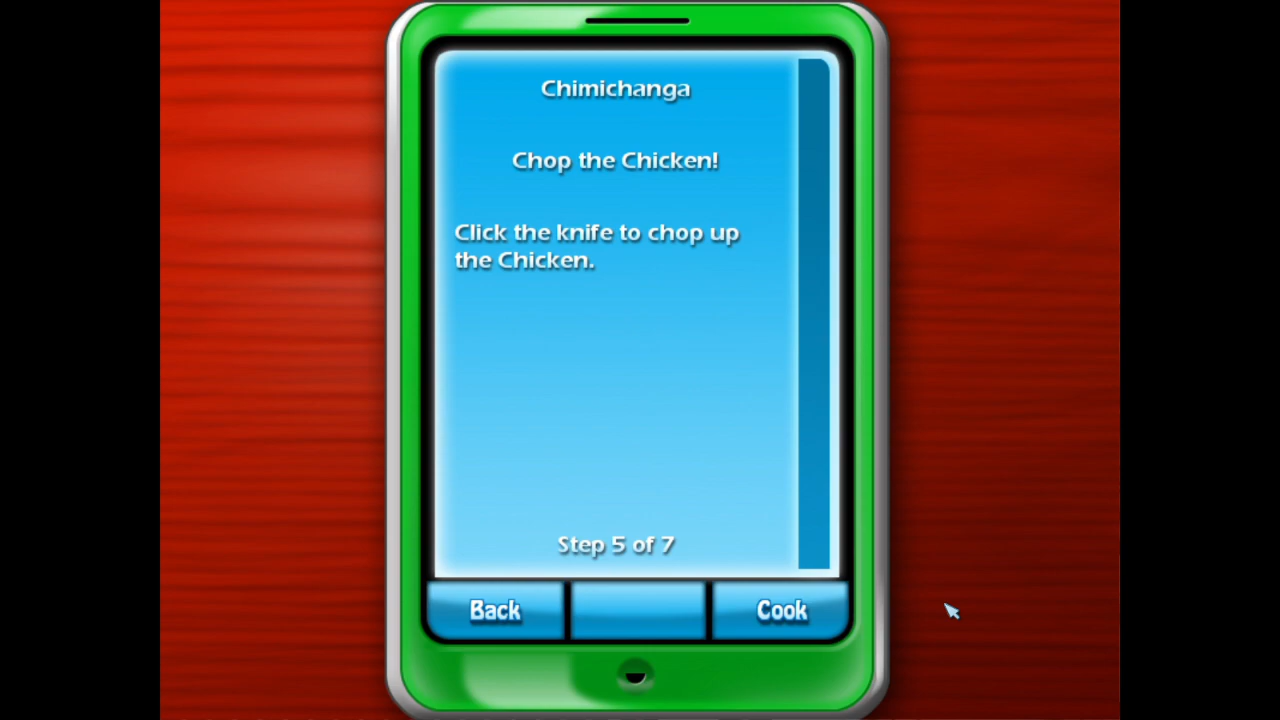 Chimichanga
Chop the Chicken!
Click the knife to chop up
the Chicken.
Step 5 of 7
Back
Cook